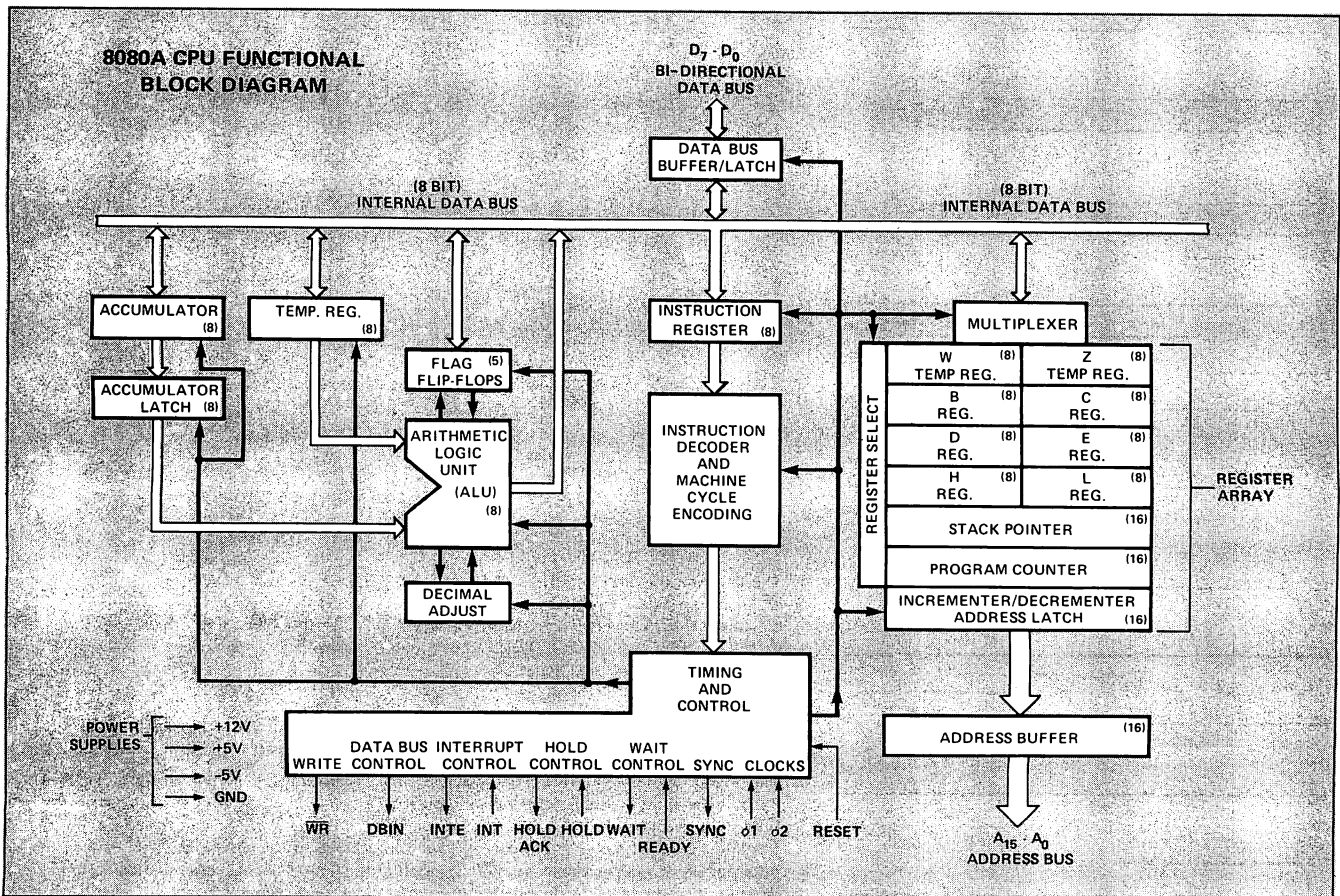 8080A CPU FUNCTIONAL
BLOCK DIAGRAM
D7 - D0
BI-DIRECTIONAL
DATA BUS
DATA BUS
BUFFER/LATCH
(8 BIT)
INTERNAL DATA BUS
(8 BIT)
INTERNAL DATA BUS
ACCUMULATOR
(8)
TEMP. REG.
(8)
INSTRUCTION
REGISTER (8)
MULTIPLEXER
FLAG (5)
FLIP-FLOPS
ACCUMULATOR
LATCH (8)
ARITHMETIC
LOGIC
UNIT
(ALU)
(8)
DECIMAL
ADJUST
INSTRUCTION
DECODER
AND
MACHINE
CYCLE
ENCODING
REGISTER SELECT
W (8)
TEMP REG.
Z (8)
TEMP REG.
B (8)
REG.
C (8)
REG.
D (8)
REG.
E (8)
REG.
H (8)
REG.
L (8)
REG.
STACK POINTER (16)
PROGRAM COUNTER (16)
INCREMENTER/DECREMENTER
ADDRESS LATCH (16)
REGISTER
ARRAY
TIMING
AND
CONTROL
WRITE
DATA BUS
CONTROL
INTERRUPT
CONTROL
HOLD
CONTROL
WAIT
CONTROL
SYNC
CLOCKS
ADDRESS BUFFER (16)
POWER
SUPPLIES
+12V
+5V
-5V
GND
W̅R̅
DBIN
INTE
INT
HOLD
ACK
HOLD
WAIT
READY
SYNC
ø1
ø2
RESET
A15 - A0
ADDRESS BUS